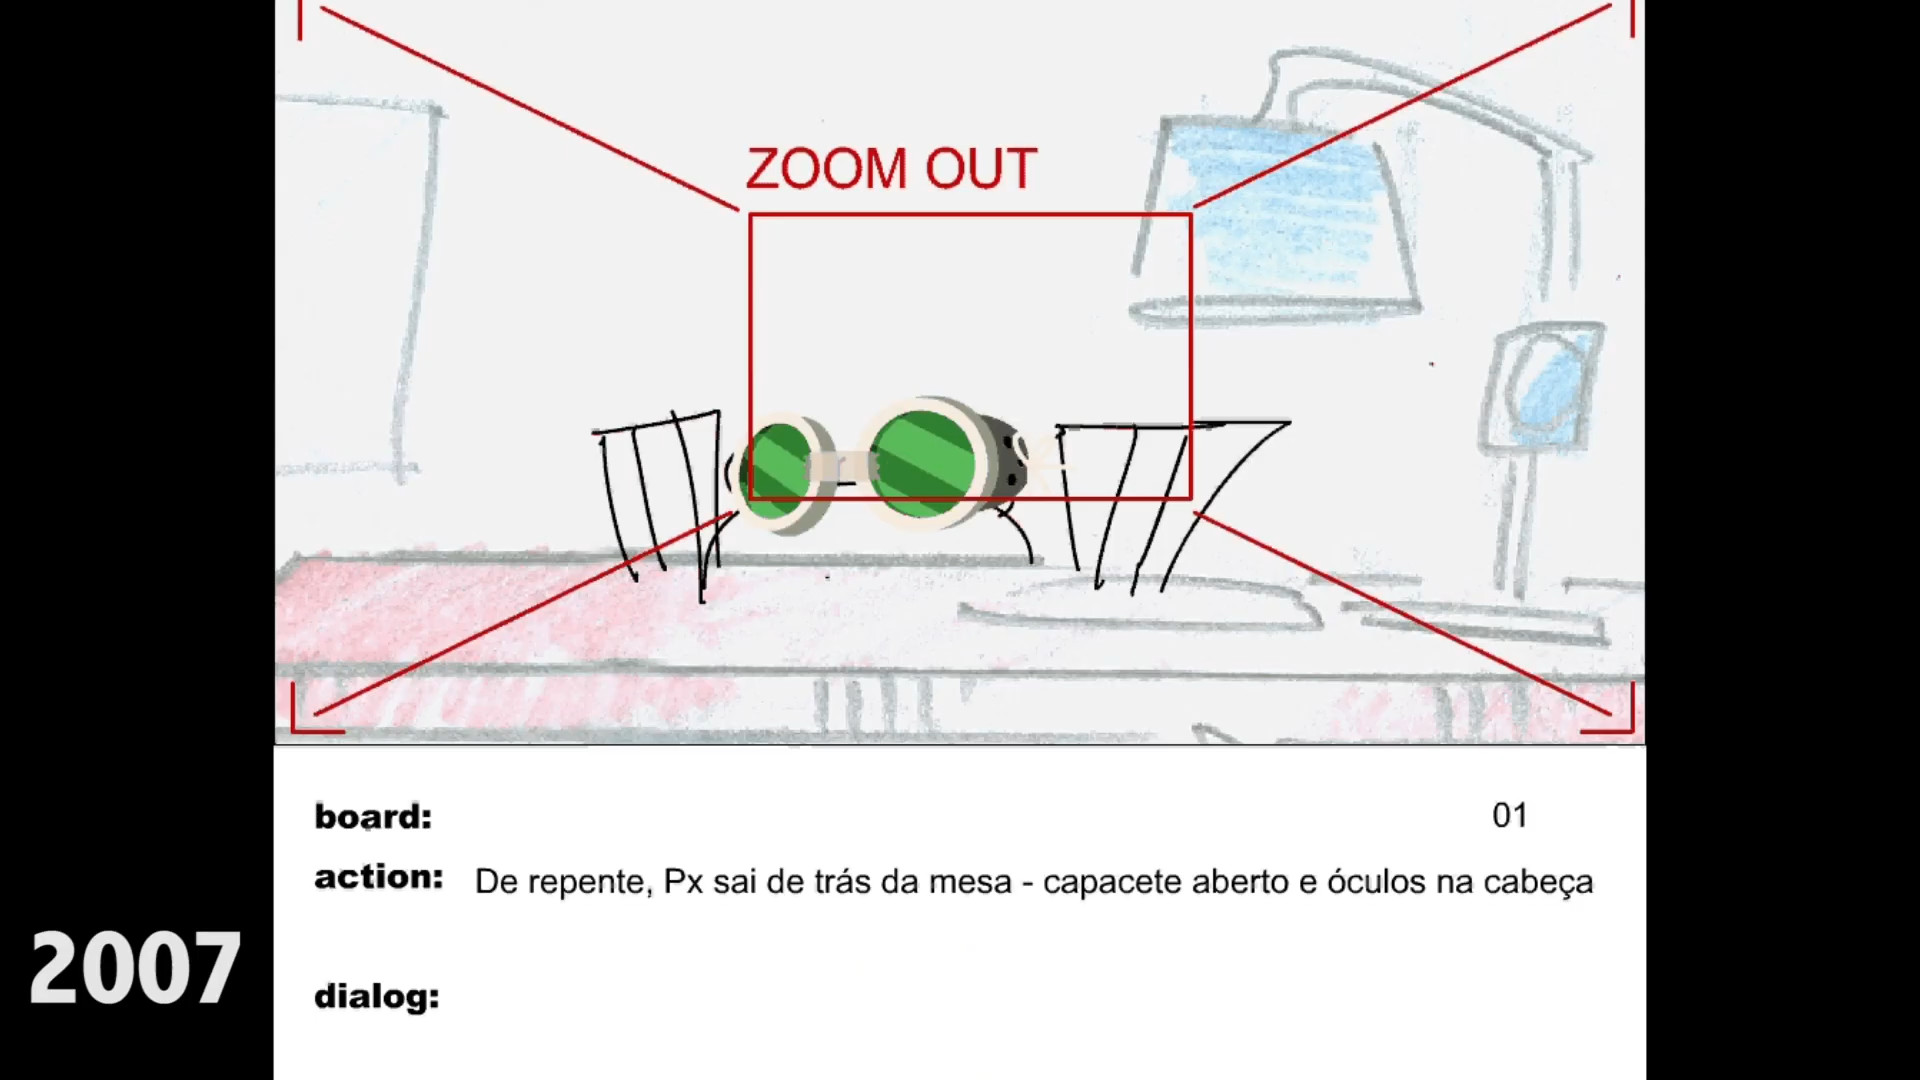 ZOOM OUT
board: 01
action: De repente, Px sai de trás da mesa - capacete aberto e óculos na cabeça
2007
dialog: